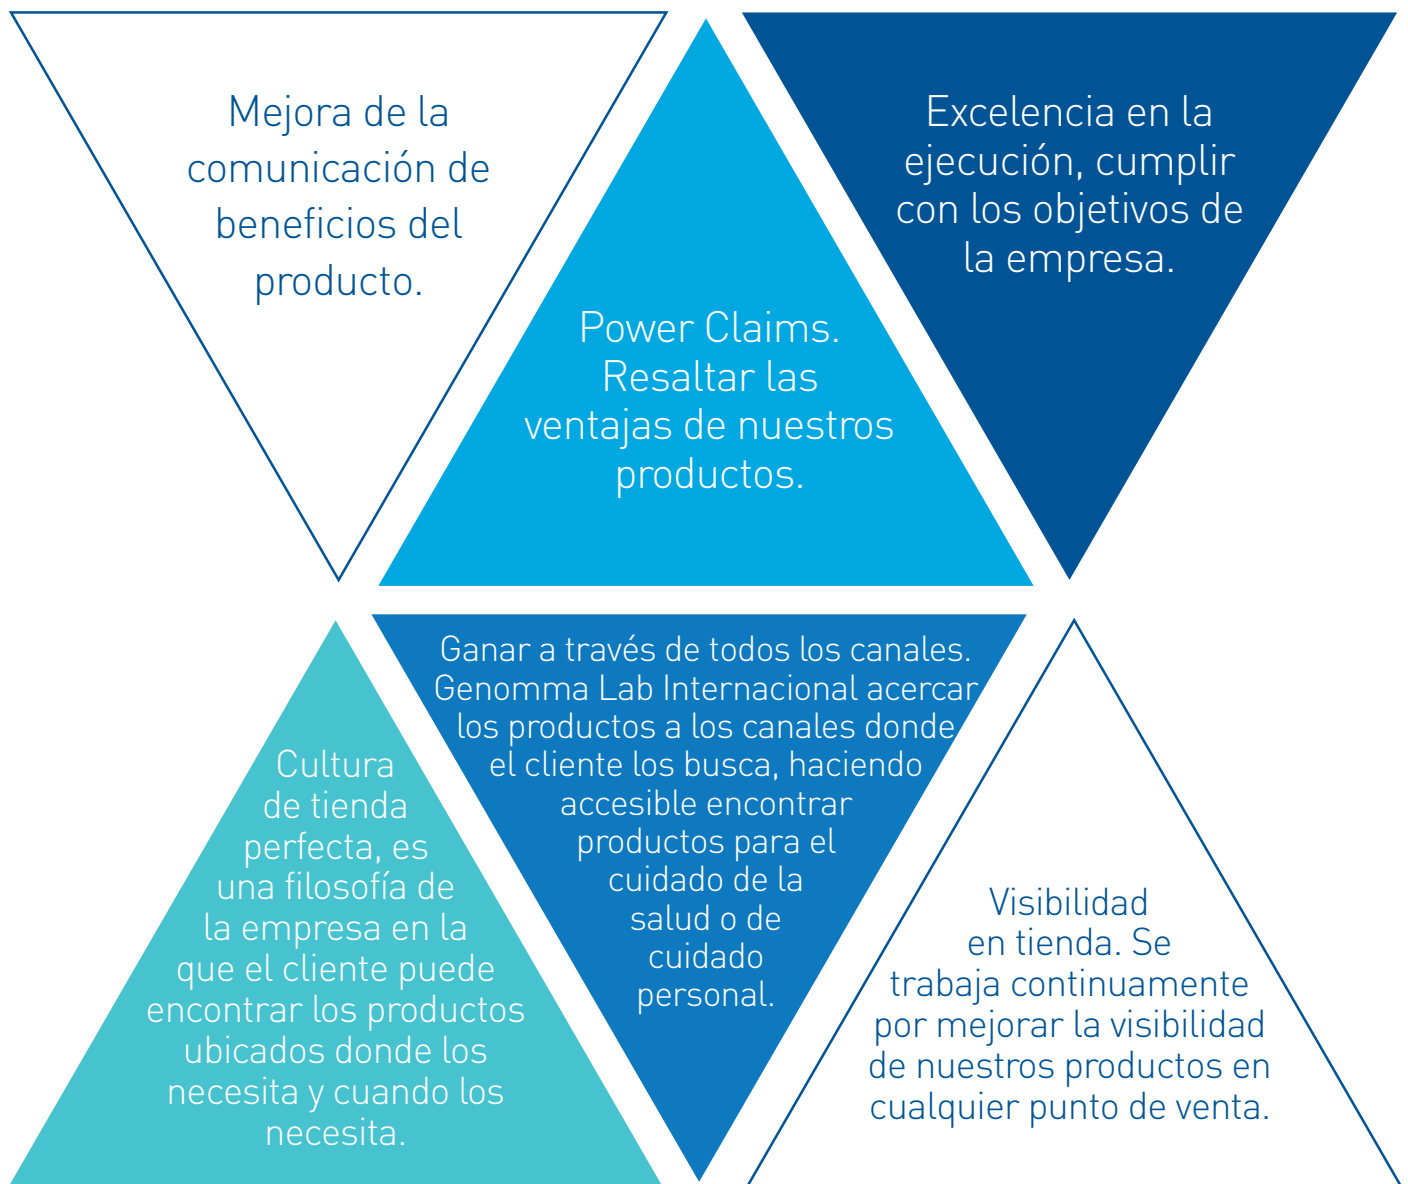 Mejora de la
comunicación de
beneficios del
producto.
Power Claims.
Resaltar las
ventajas de nuestros
productos.
Excelencia en la
ejecución, cumplir
con los objetivos de
la empresa.
Cultura
de tienda
perfecta, es
una filosofía de
la empresa en la
que el cliente puede
encontrar los productos
ubicados donde los
necesita y cuando los
necesita.
Ganar a través de todos los canales.
Genomma Lab Internacional acercar
los productos a los canales donde
el cliente los busca, haciendo
accesible encontrar
productos para el
cuidado de la
salud o de
cuidado
personal.
Visibilidad
en tienda. Se
trabaja continuamente
por mejorar la visibilidad
de nuestros productos en
cualquier punto de venta.